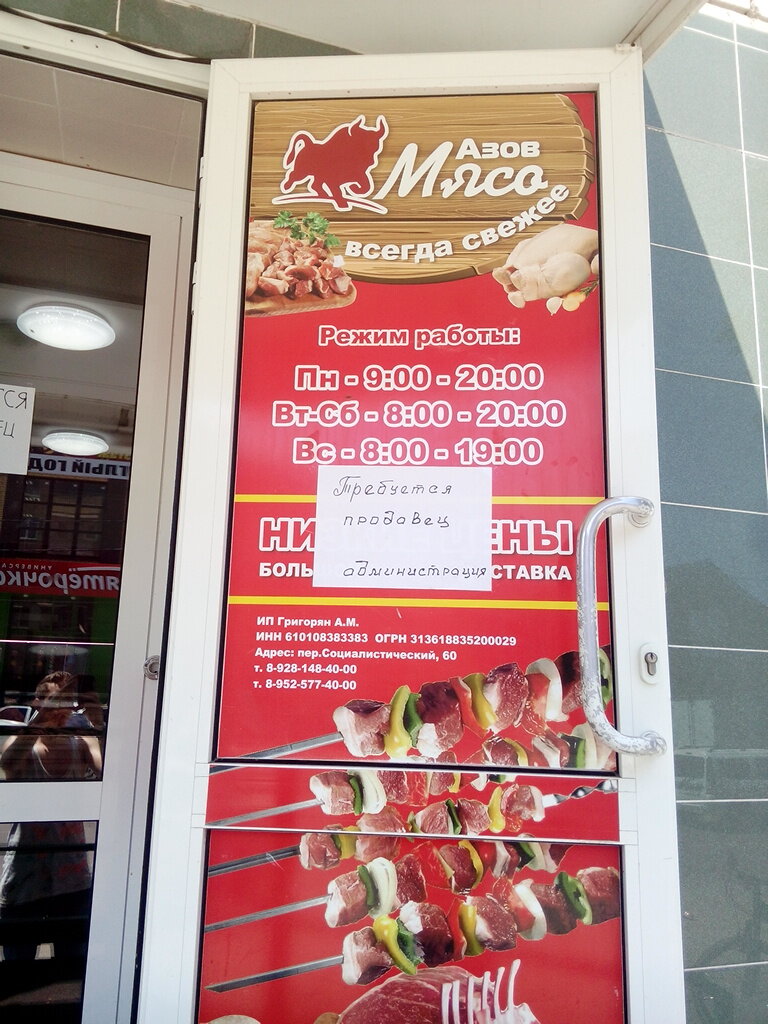 Азов
Мясо
всегда свежее
Режим работы:
Пн - 9:00 - 20:00
Вт-Сб - 8:00 - 20:00
Вс - 8:00 - 19:00
Требуется
продавец
администрация
ИП Григорян А.М.
ИНН 610108383383 ОГРН 313618835200029
Адрес: пер.Социалистический, 60
т. 8-928-148-40-00
т. 8-952-577-40-00